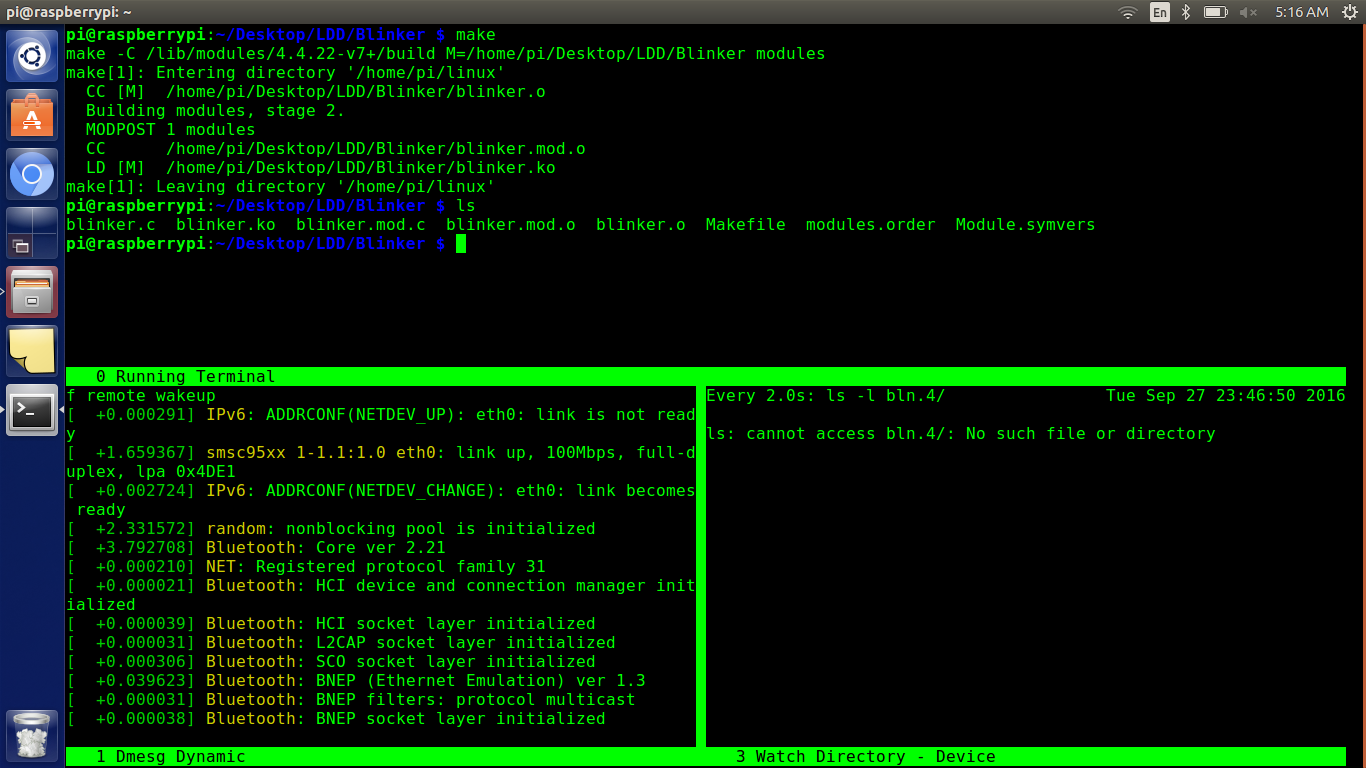 pi@raspberrypi: ~
En
5:16 AM
pi@raspberrypi:~/Desktop/LDD/Blinker $ make
make -C /lib/modules/4.4.22-v7+/build M=/home/pi/Desktop/LDD/Blinker modules
make[1]: Entering directory '/home/pi/linux'
CC [M]  /home/pi/Desktop/LDD/Blinker/blinker.o
Building modules, stage 2.
MODPOST 1 modules
CC      /home/pi/Desktop/LDD/Blinker/blinker.mod.o
LD [M]  /home/pi/Desktop/LDD/Blinker/blinker.ko
make[1]: Leaving directory '/home/pi/linux'
pi@raspberrypi:~/Desktop/LDD/Blinker $ ls
blinker.c  blinker.ko  blinker.mod.c  blinker.mod.o  blinker.o  Makefile  modules.order  Module.symvers
pi@raspberrypi:~/Desktop/LDD/Blinker $
0 Running Terminal
f remote wakeup
[  +0.000291] IPv6: ADDRCONF(NETDEV_UP): eth0: link is not read
y
[  +1.659367] smsc95xx 1-1.1:1.0 eth0: link up, 100Mbps, full-d
uplex, lpa 0x4DE1
[  +0.002724] IPv6: ADDRCONF(NETDEV_CHANGE): eth0: link becomes
ready
[  +2.331572] random: nonblocking pool is initialized
[  +3.792708] Bluetooth: Core ver 2.21
[  +0.000210] NET: Registered protocol family 31
[  +0.000021] Bluetooth: HCI device and connection manager init
ialized
[  +0.000039] Bluetooth: HCI socket layer initialized
[  +0.000031] Bluetooth: L2CAP socket layer initialized
[  +0.000306] Bluetooth: SCO socket layer initialized
[  +0.039623] Bluetooth: BNEP (Ethernet Emulation) ver 1.3
[  +0.000031] Bluetooth: BNEP filters: protocol multicast
[  +0.000038] Bluetooth: BNEP socket layer initialized
1 Dmesg Dynamic
Every 2.0s: ls -l bln.4/                Tue Sep 27 23:46:50 2016
ls: cannot access bln.4/: No such file or directory
3 Watch Directory - Device